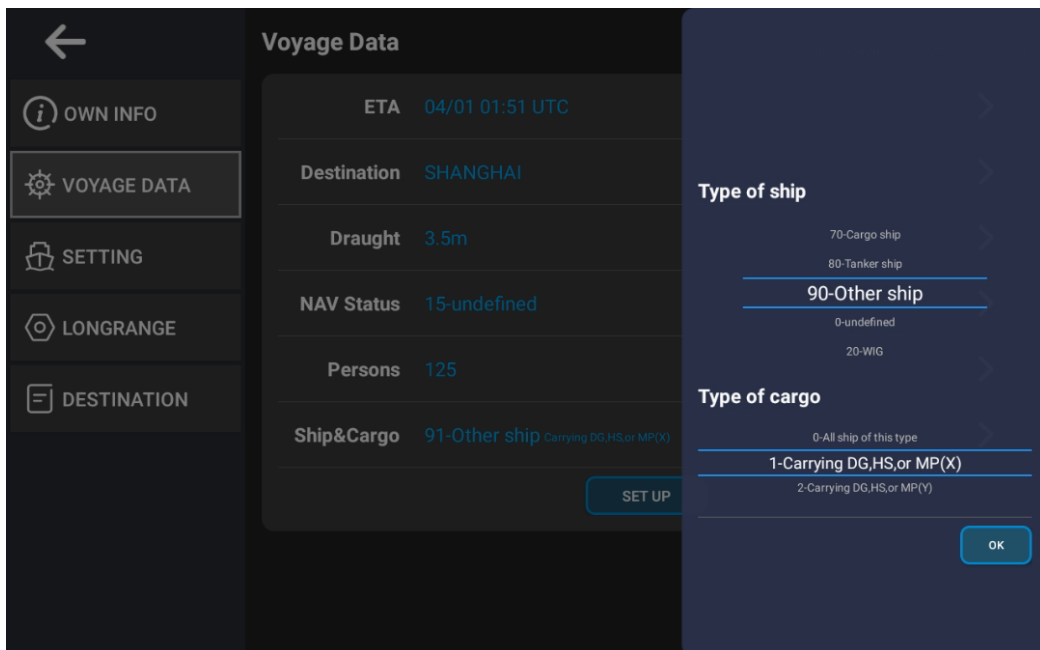 Voyage Data
OWN INFO
VOYAGE DATA
SETTING
LONGRANGE
DESTINATION
ETA 04/01 01:51 UTC
Destination SHANGHAI
Draught 3.5m
NAV Status 15-undefined
Persons 125
Ship&Cargo 91-Other ship Carrying DG,HS,or MP(X)
SET UP
Type of ship
70-Cargo ship
80-Tanker ship
90-Other ship
0-undefined
20-WIG
Type of cargo
0-All ship of this type
1-Carrying DG,HS,or MP(X)
2-Carrying DG,HS,or MP(Y)
OK